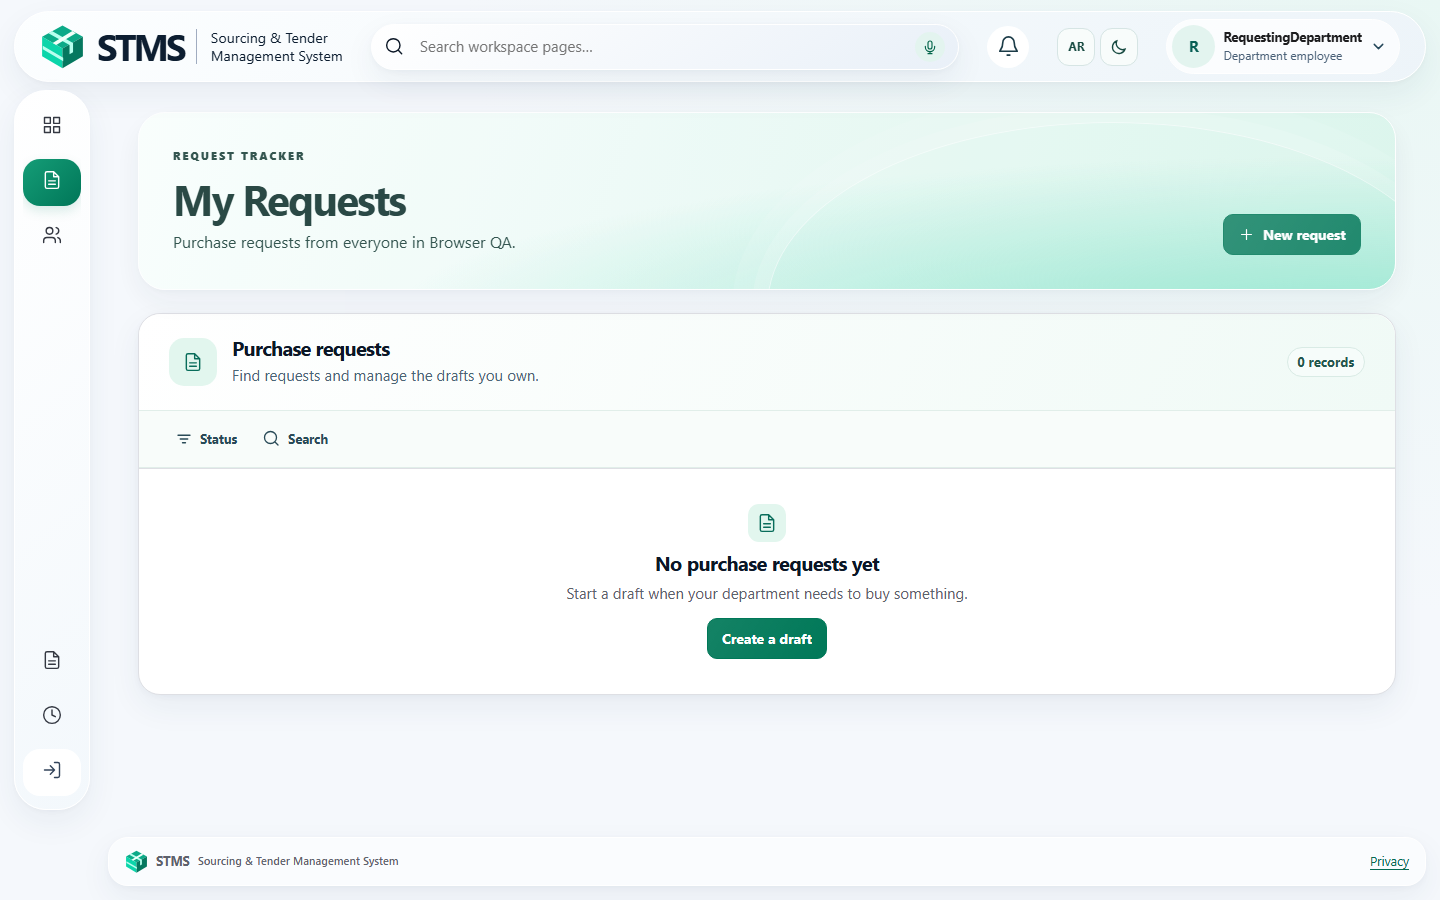 STMS
Sourcing & Tender
Management System
Search workspace pages...
AR
R
RequestingDepartment
Department employee
REQUEST TRACKER
My Requests
Purchase requests from everyone in Browser QA.
New request
Purchase requests
Find requests and manage the drafts you own.
0 records
Status
Search
No purchase requests yet
Start a draft when your department needs to buy something.
Create a draft
STMS
Sourcing & Tender Management System
Privacy